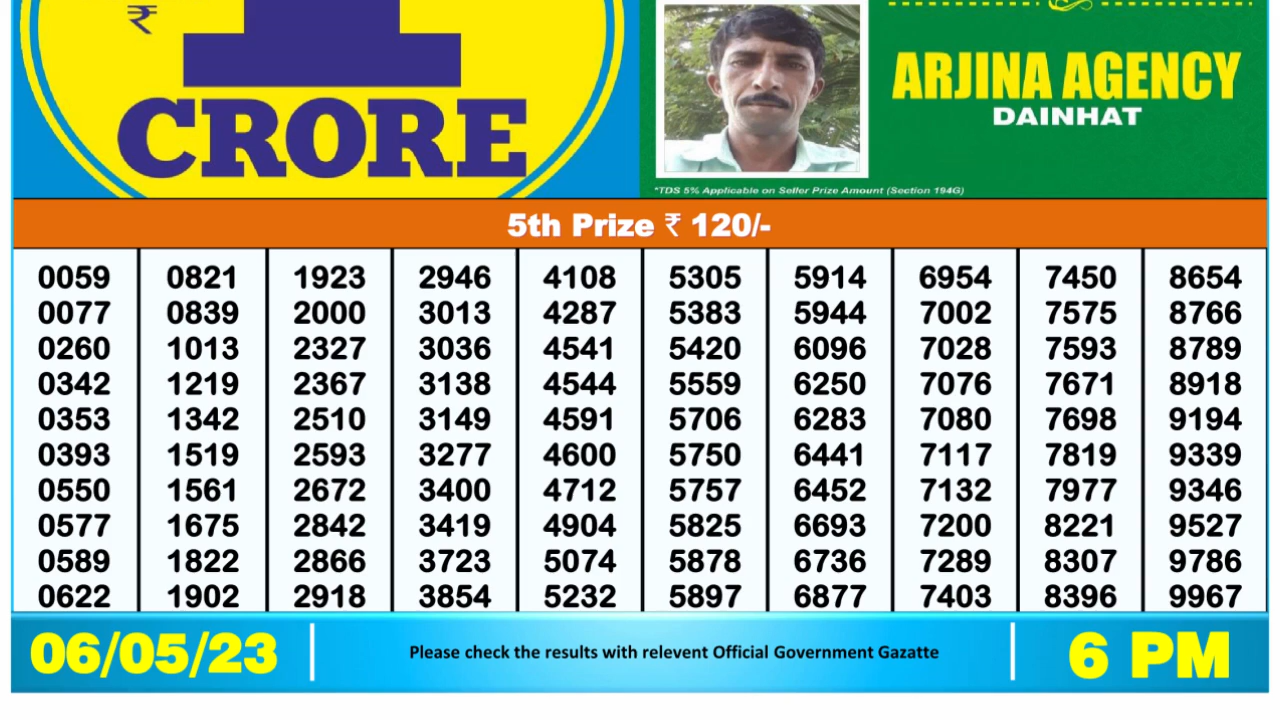 ₹ 1
CRORE
ARJINA AGENCY
DAINHAT
*TDS 5% Applicable on Seller Prize Amount (Section 194G)
5th Prize ₹ 120/-
0059 0821 1923 2946 4108 5305 5914 6954 7450 8654
0077 0839 2000 3013 4287 5383 5944 7002 7575 8766
0260 1013 2327 3036 4541 5420 6096 7028 7593 8789
0342 1219 2367 3138 4544 5559 6250 7076 7671 8918
0353 1342 2510 3149 4591 5706 6283 7080 7698 9194
0393 1519 2593 3277 4600 5750 6441 7117 7819 9339
0550 1561 2672 3400 4712 5757 6452 7132 7977 9346
0577 1675 2842 3419 4904 5825 6693 7200 8221 9527
0589 1822 2866 3723 5074 5878 6736 7289 8307 9786
0622 1902 2918 3854 5232 5897 6877 7403 8396 9967
06/05/23
Please check the results with relevent Official Government Gazatte
6 PM